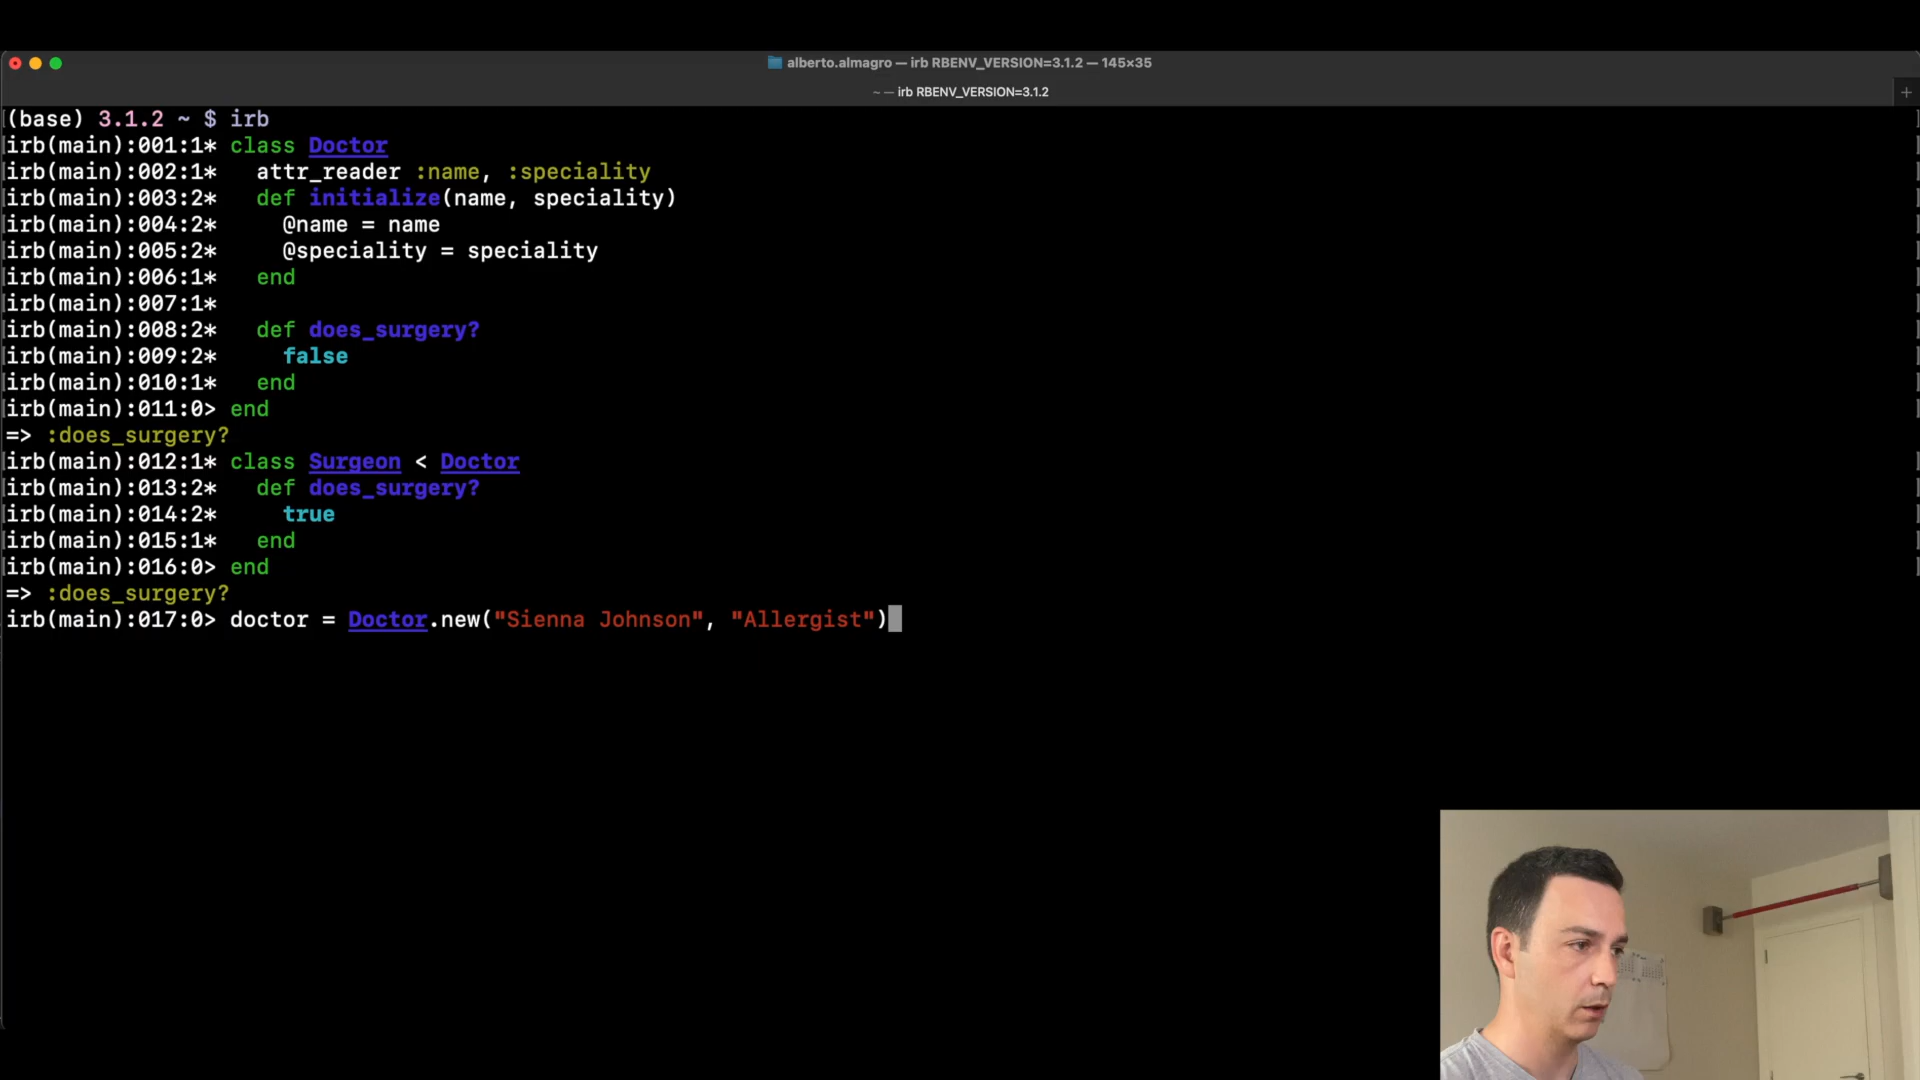 alberto.almagro — irb RBENV_VERSION=3.1.2 — 145×35
~ — irb RBENV_VERSION=3.1.2
(base) 3.1.2 ~ $ irb
irb(main):001:1* class Doctor
irb(main):002:1*   attr_reader :name, :speciality
irb(main):003:2*   def initialize(name, speciality)
irb(main):004:2*     @name = name
irb(main):005:2*     @speciality = speciality
irb(main):006:1*   end
irb(main):007:1*
irb(main):008:2*   def does_surgery?
irb(main):009:2*     false
irb(main):010:1*   end
irb(main):011:0> end
=> :does_surgery?
irb(main):012:1* class Surgeon < Doctor
irb(main):013:2*   def does_surgery?
irb(main):014:2*     true
irb(main):015:1*   end
irb(main):016:0> end
=> :does_surgery?
irb(main):017:0> doctor = Doctor.new("Sienna Johnson", "Allergist")